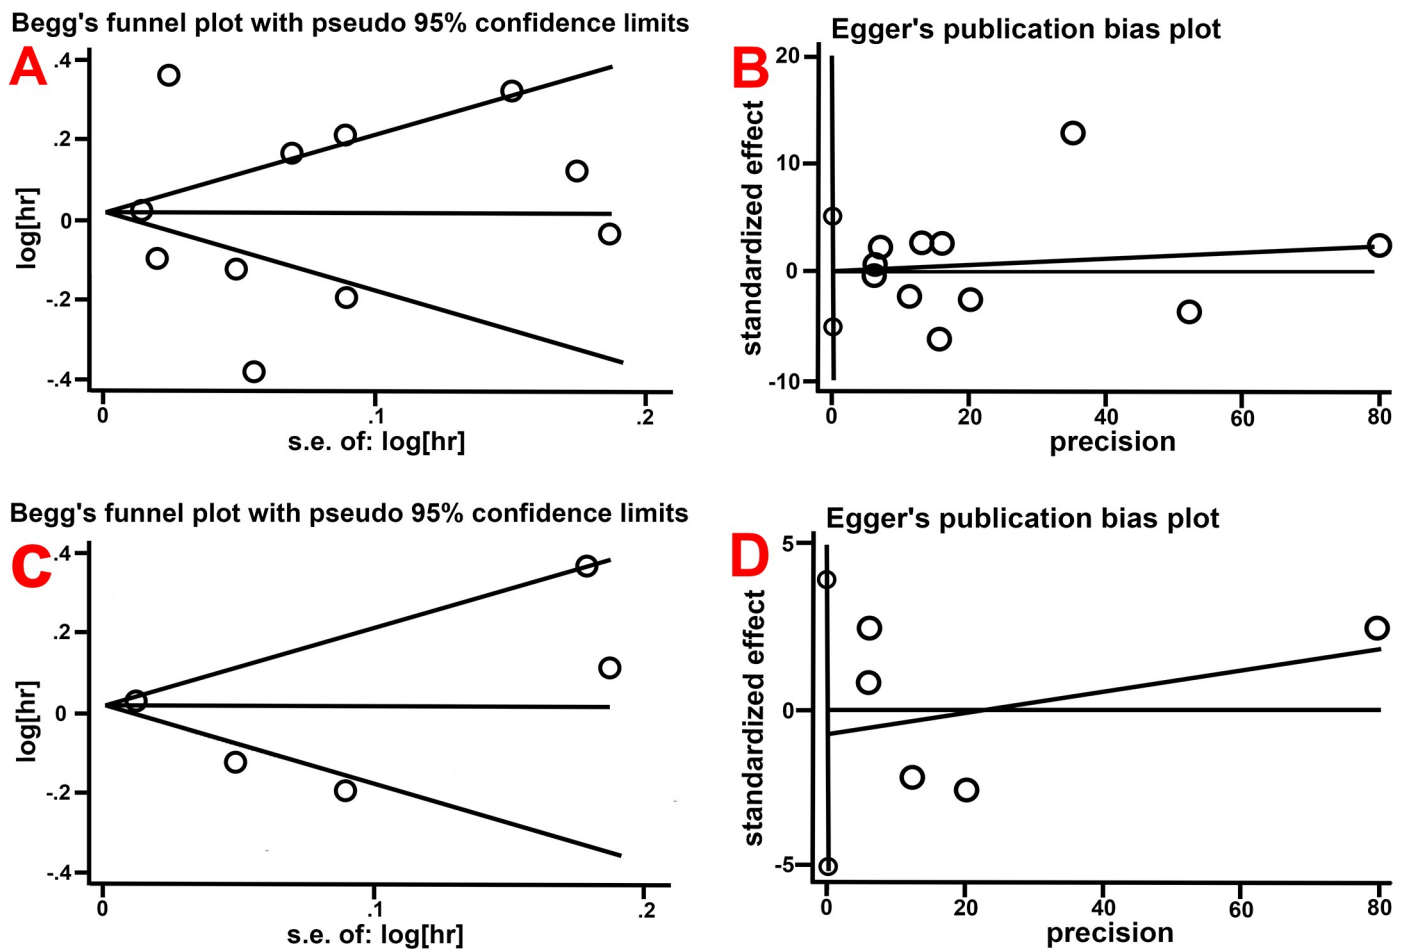 Begg's funnel plot with pseudo 95% confidence limits
A
.4
.2
0
-.2
-.4
log[hr]
0
.1
.2
s.e. of: log[hr]
Egger's publication bias plot
B
20
10
0
-10
standardized effect
0
20
40
60
80
precision
Begg's funnel plot with pseudo 95% confidence limits
C
.4
.2
0
-.2
-.4
log[hr]
0
.1
.2
s.e. of: log[hr]
Egger's publication bias plot
D
5
0
-5
standardized effect
0
20
40
60
80
precision